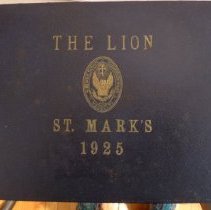 THE LION
ST. MARK'S
1925